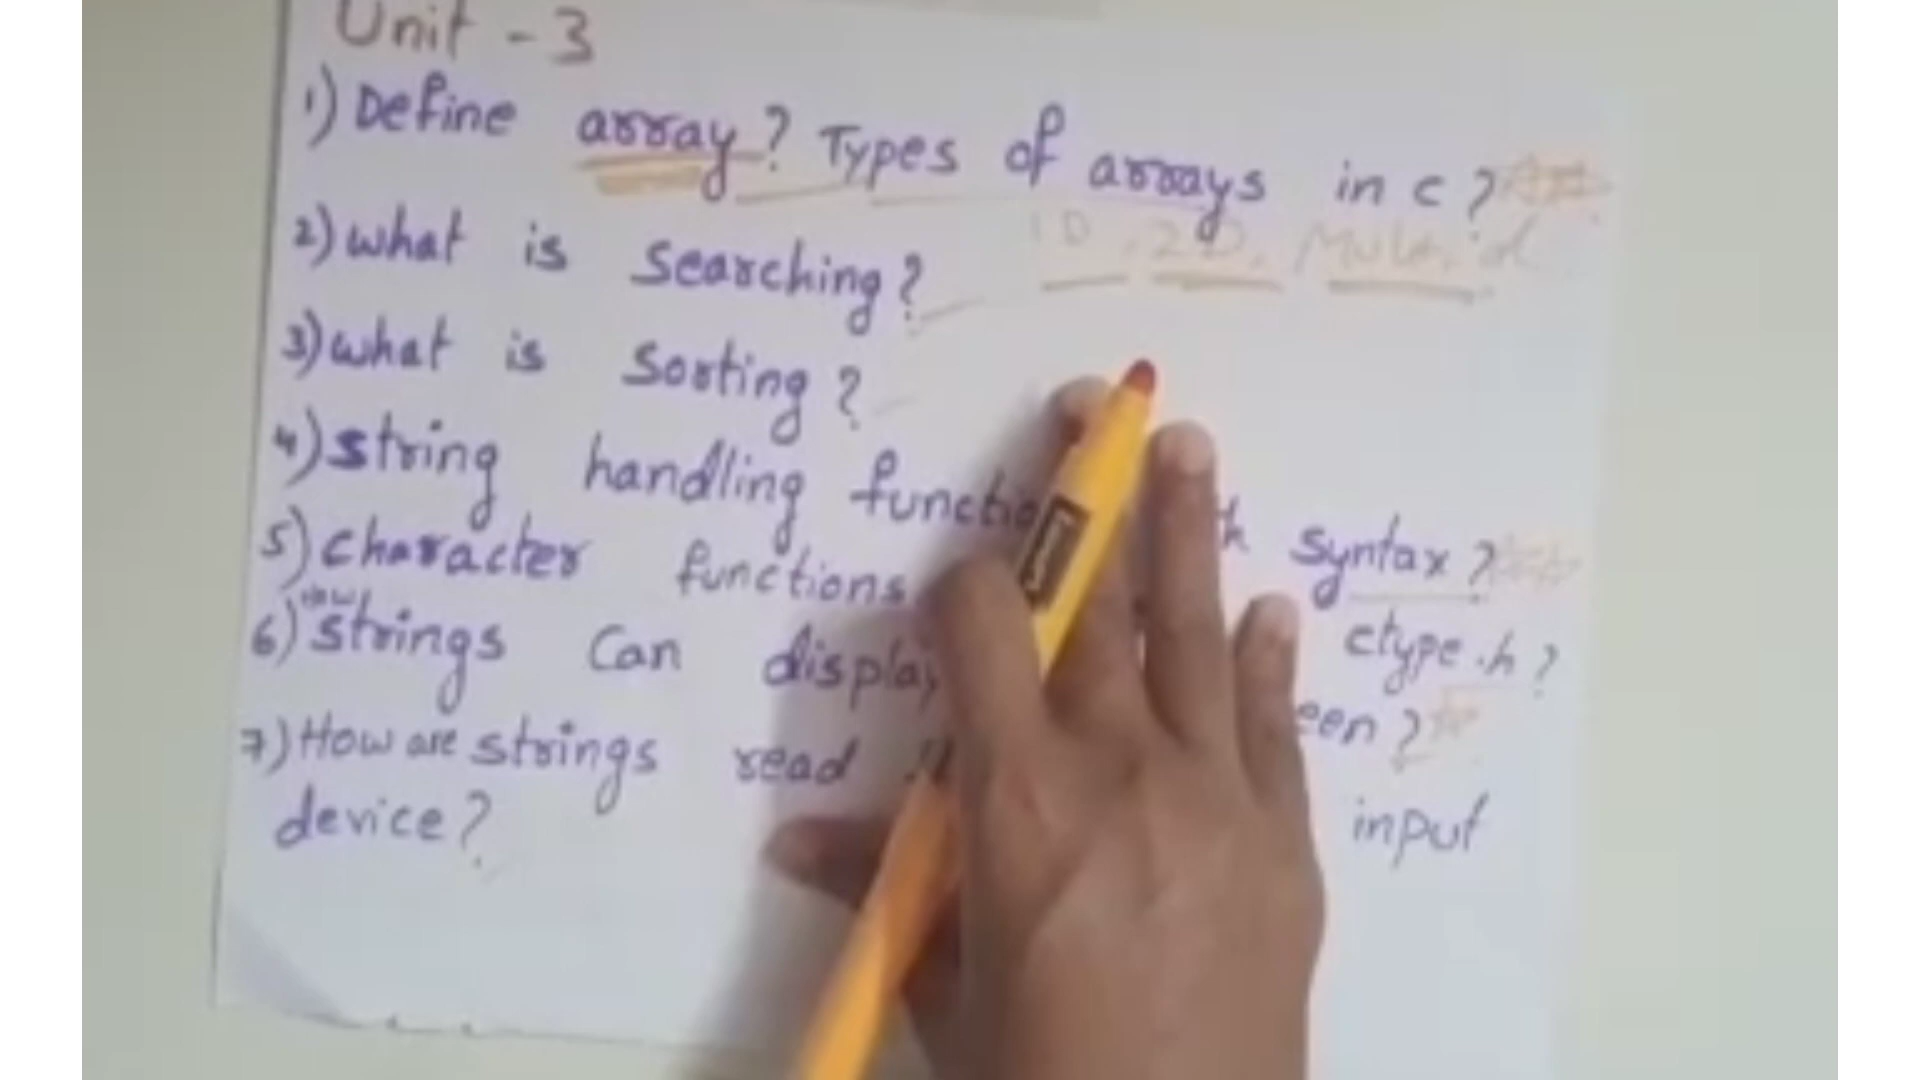 Unit - 3
1) Define array? Types of arrays in c?
1D, 2D,
2) what is searching?
3) what is sorting?
4) string handling functio th syntax?
5) character functions ctype.h?
6) How strings can display een?
7) How are strings read input
device?